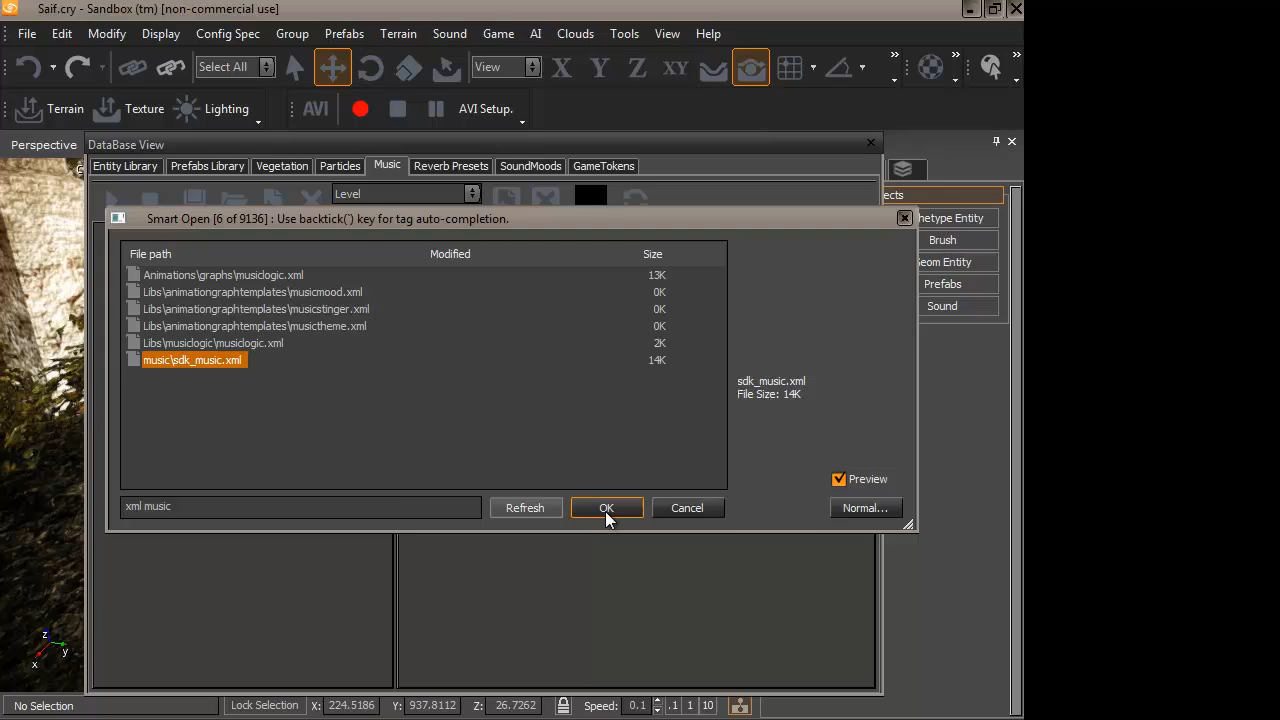 Saif.cry - Sandbox (tm) [non-commercial use]
File Edit Modify Display Config Spec Group Prefabs Terrain Sound Game AI Clouds Tools View Help
Select All View X Y Z XY » » »
Terrain Texture Lighting AVI AVI Setup.
Perspective DataBase View
Entity Library Prefabs Library Vegetation Particles Music Reverb Presets SoundMoods GameTokens
Level ects
Smart Open [6 of 9136] : Use backtick(`) key for tag auto-completion. hetype Entity
File path Modified Size Brush
Animations\graphs\musiclogic.xml 13K Geom Entity
Libs\animationgraphtemplates\musicmood.xml 0K Prefabs
Libs\animationgraphtemplates\musicstinger.xml 0K Sound
Libs\animationgraphtemplates\musictheme.xml 0K
Libs\musiclogic\musiclogic.xml 2K
music\sdk_music.xml 14K
sdk_music.xml
File Size: 14K
Preview
xml music Refresh OK Cancel Normal...
z
y
x
No Selection Lock Selection X: 224.5186 Y: 937.8112 Z: 26.7262 Speed: 0.1 .1 1 10